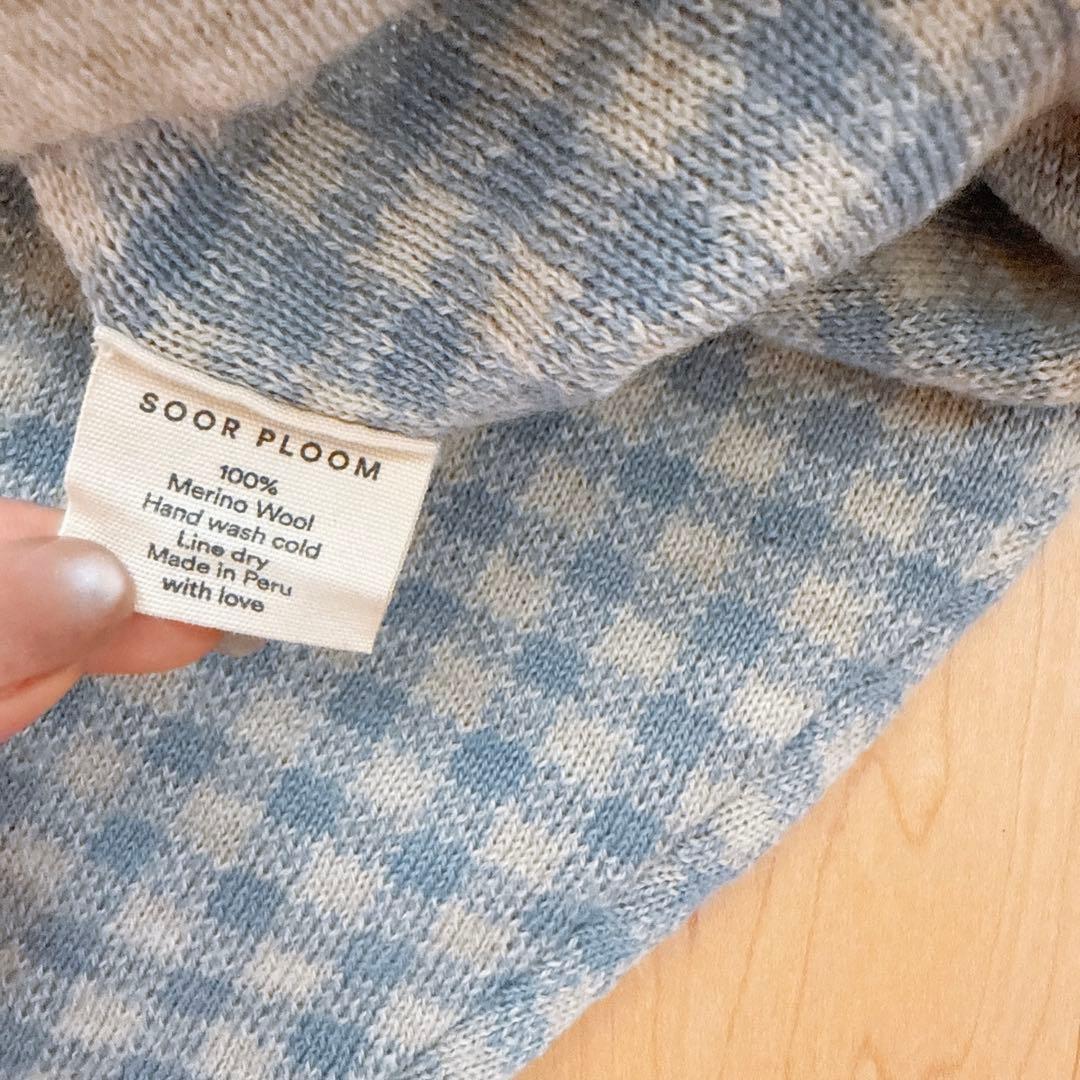 SOOR PLOOM
100%
Merino Wool
Hand wash cold
Line dry
Made in Peru
with love